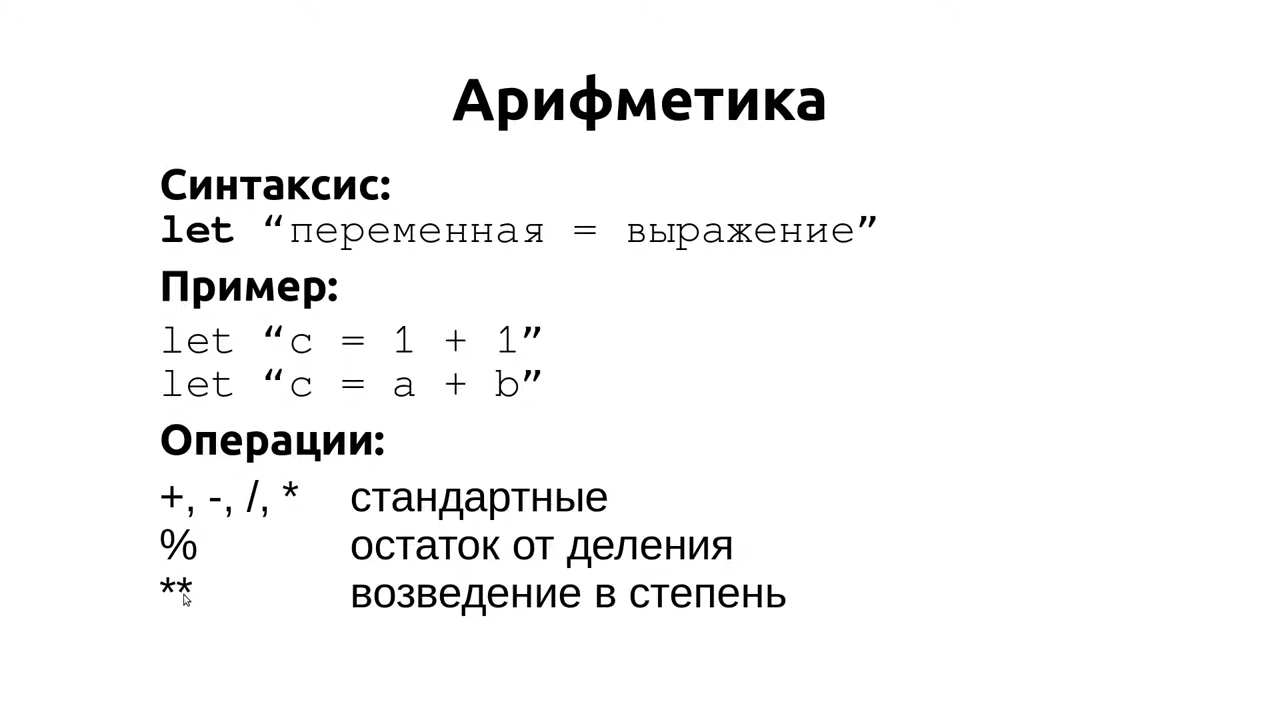 Арифметика
Синтаксис:
let “переменная = выражение”
Пример:
let “c = 1 + 1”
let “c = a + b”
Операции:
+, -, /, * стандартные
% остаток от деления
** возведение в степень